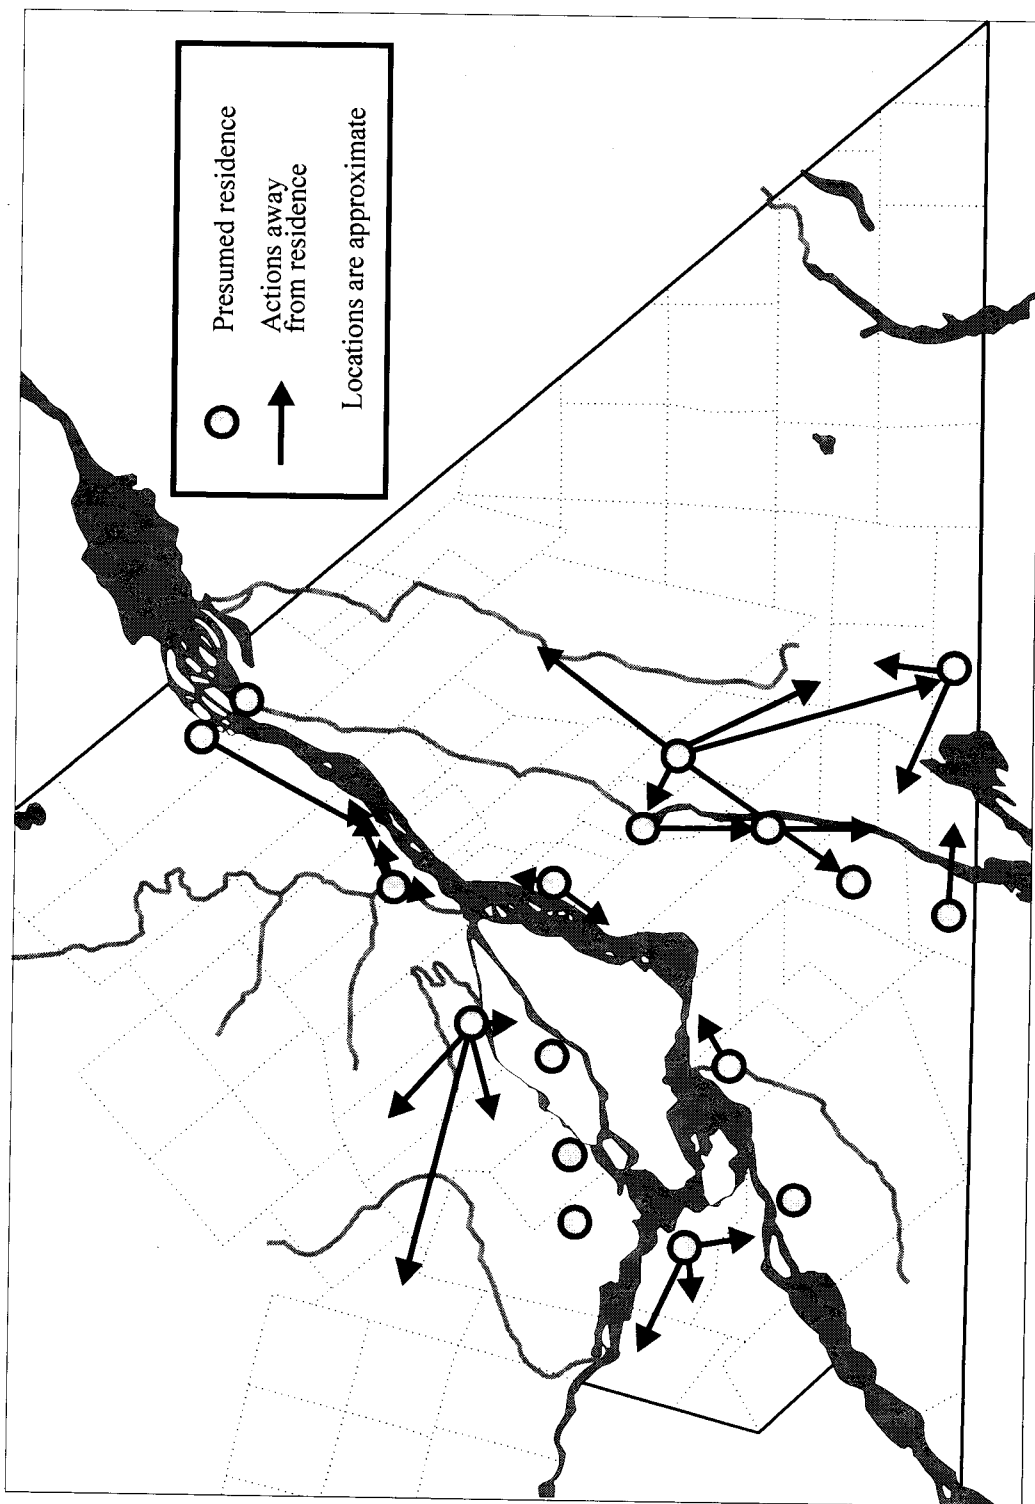 Presumed residence
Actions away
from residence
Locations are approximate